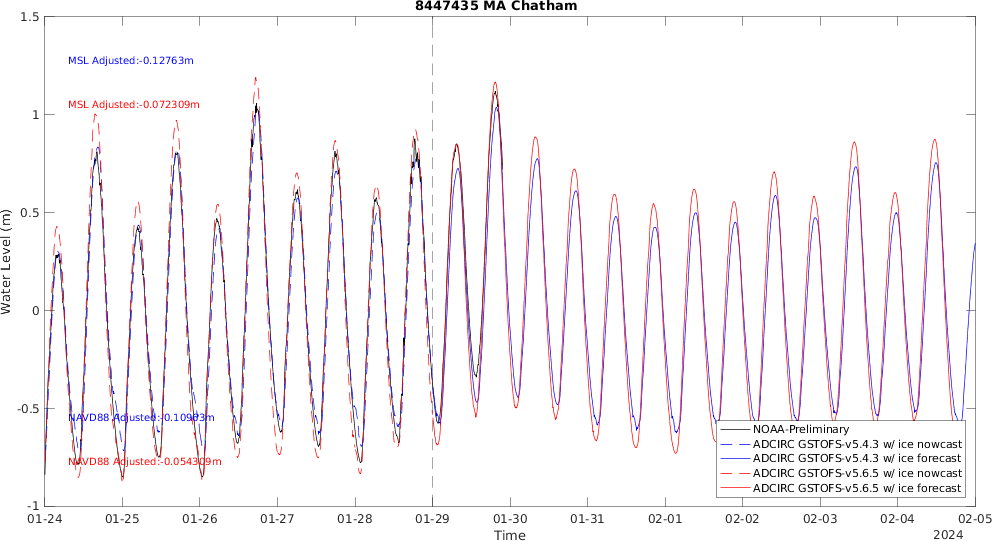 8447435 MA Chatham
1.5
MSL Adjusted:-0.12763m
MSL Adjusted:-0.072309m
1
0.5
Water Level (m)
0
-0.5
NAVD88 Adjusted:-0.10963m
NAVD88 Adjusted:-0.054309m
-1
NOAA-Preliminary
ADCIRC GSTOFS-v5.4.3 w/ ice nowcast
ADCIRC GSTOFS-v5.4.3 w/ ice forecast
ADCIRC GSTOFS-v5.6.5 w/ ice nowcast
ADCIRC GSTOFS-v5.6.5 w/ ice forecast
01-24 01-25 01-26 01-27 01-28 01-29 01-30 01-31 02-01 02-02 02-03 02-04 02-05
Time
2024